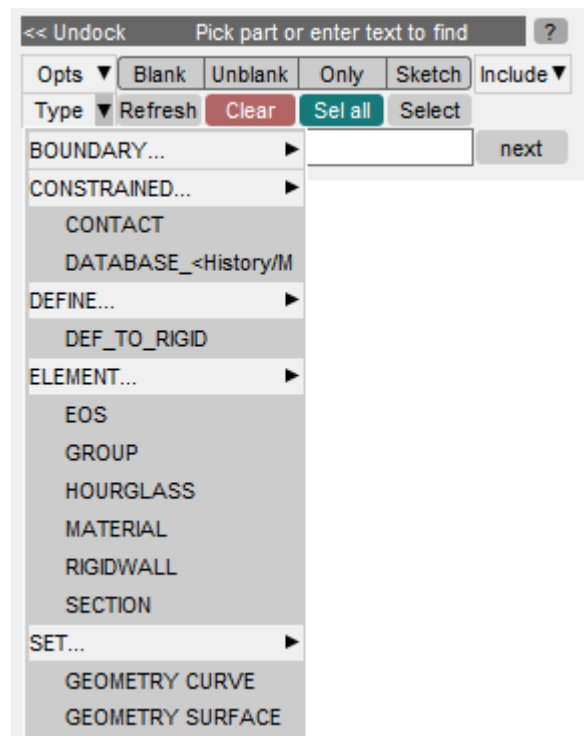 << Undock Pick part or enter text to find ?
Opts ▼ Blank Unblank Only Sketch Include ▼
Type ▼ Refresh Clear Sel all Select
BOUNDARY... ▶ next
CONSTRAINED... ▶
CONTACT
DATABASE_<History/M
DEFINE... ▶
DEF_TO_RIGID
ELEMENT... ▶
EOS
GROUP
HOURGLASS
MATERIAL
RIGIDWALL
SECTION
SET... ▶
GEOMETRY CURVE
GEOMETRY SURFACE